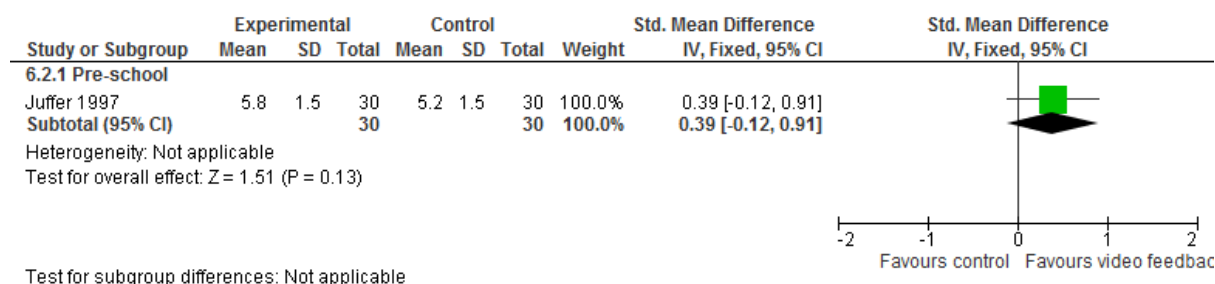 Experimental Control Std. Mean Difference Std. Mean Difference
Study or Subgroup Mean SD Total Mean SD Total Weight IV, Fixed, 95% CI IV, Fixed, 95% CI
6.2.1 Pre-school
Juffer 1997 5.8 1.5 30 5.2 1.5 30 100.0% 0.39 [-0.12, 0.91]
Subtotal (95% CI) 30 30 100.0% 0.39 [-0.12, 0.91]
Heterogeneity: Not applicable
Test for overall effect: Z = 1.51 (P = 0.13)
-2 -1 0 1 2
Favours control Favours video feedbac
Test for subgroup differences: Not applicable